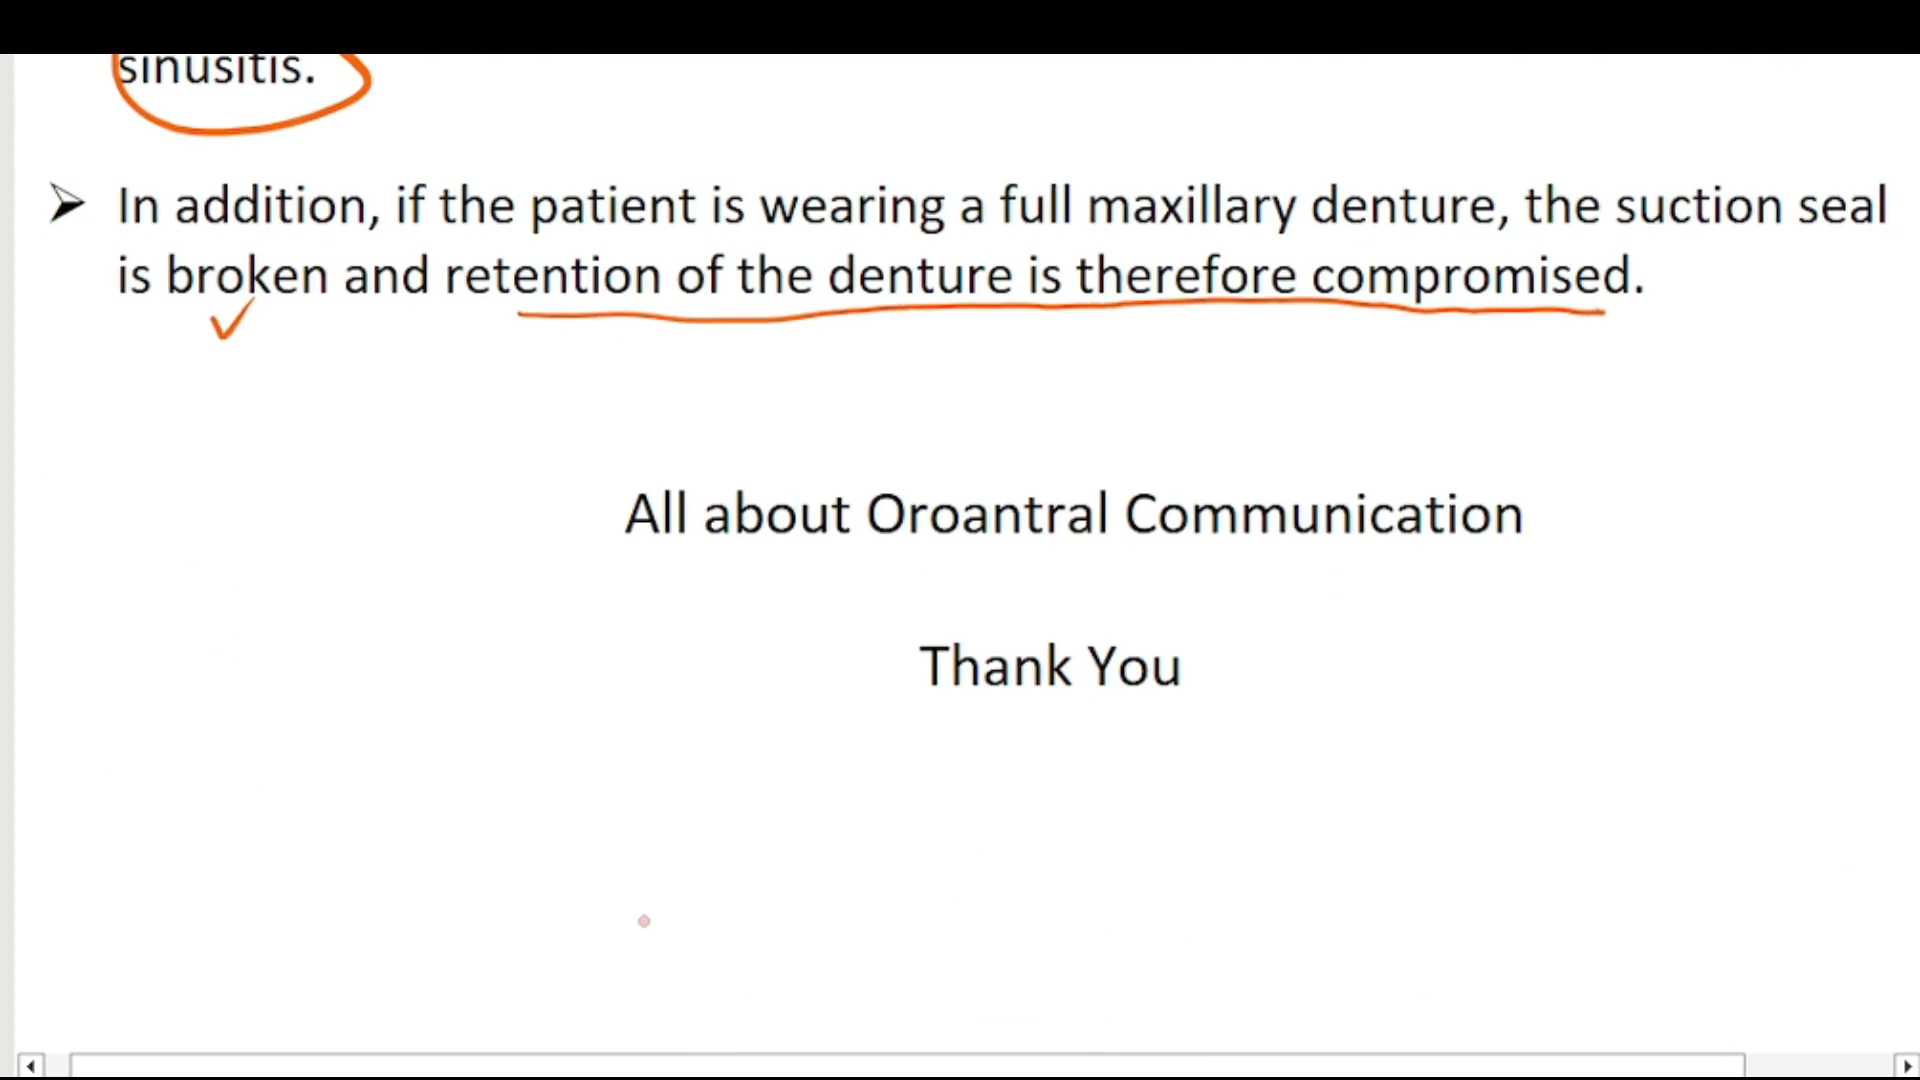 sinusitis.
In addition, if the patient is wearing a full maxillary denture, the suction seal
is broken and retention of the denture is therefore compromised.
All about Oroantral Communication
Thank You